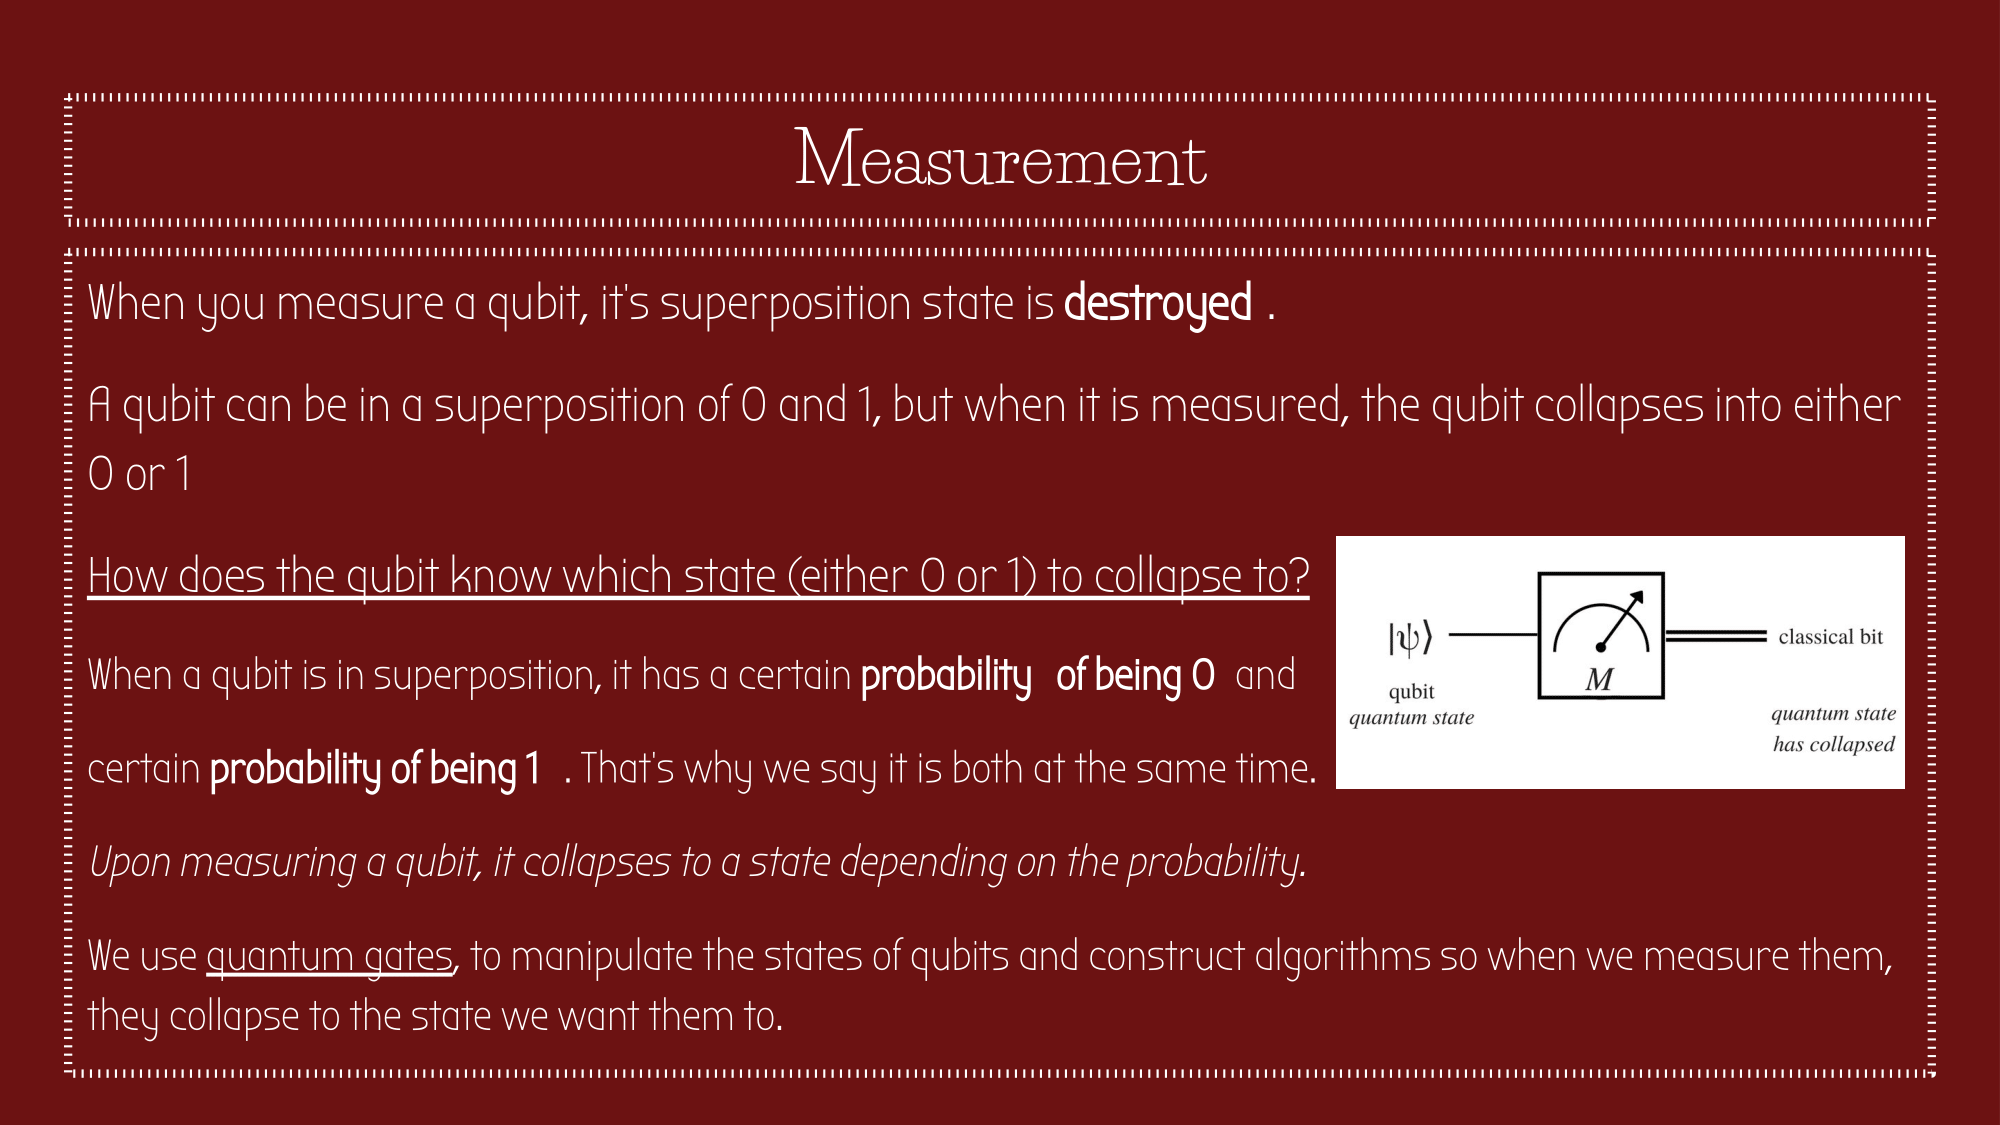 Measurement
When you measure a qubit, it's superposition state is destroyed .
A qubit can be in a superposition of 0 and 1, but when it is measured, the qubit collapses into either
0 or 1
How does the qubit know which state (either 0 or 1) to collapse to?
When a qubit is in superposition, it has a certain probability of being 0 and
certain probability of being 1 . That's why we say it is both at the same time.
Upon measuring a qubit, it collapses to a state depending on the probability.
We use quantum gates, to manipulate the states of qubits and construct algorithms so when we measure them,
they collapse to the state we want them to.
|ψ⟩
qubit
quantum state
M
classical bit
quantum state
has collapsed